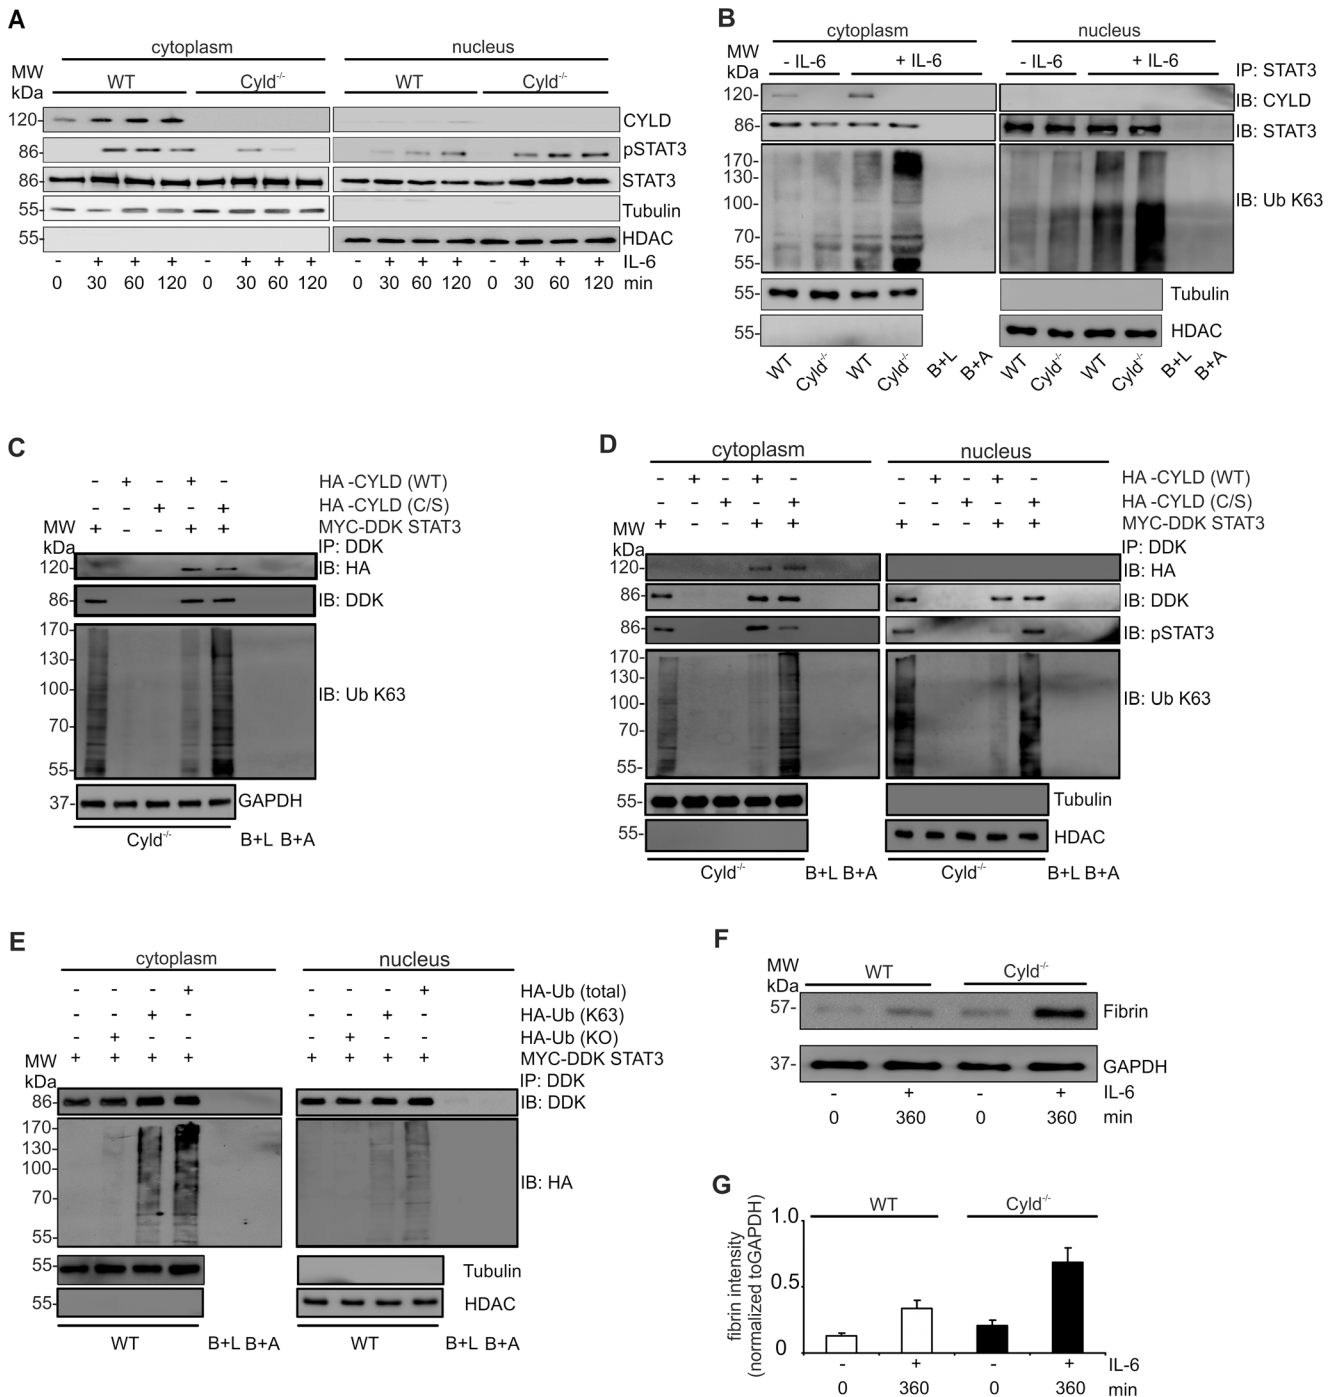 A
cytoplasm nucleus
MW
kDa
WT Cyld-/- WT Cyld-/-
120- CYLD
86- pSTAT3
86- STAT3
55- Tubulin
55- HDAC
- + + + - + + + - + + + - + + + IL-6
0 30 60 120 0 30 60 120 0 30 60 120 0 30 60 120 min
B
cytoplasm nucleus
MW
kDa
- IL-6 + IL-6 - IL-6 + IL-6
IP: STAT3
120- IB: CYLD
86- IB: STAT3
170-
130-
100- IB: Ub K63
70-
55-
55- Tubulin
55- HDAC
WT Cyld-/- WT Cyld-/- B+L B+A WT Cyld-/- WT Cyld-/- B+L B+A
C
- + - + - HA -CYLD (WT)
- - + - + HA -CYLD (C/S)
+ - - + + MYC-DDK STAT3
MW
kDa
IP: DDK
120- IB: HA
86- IB: DDK
170-
130-
100- IB: Ub K63
70-
55-
37- GAPDH
Cyld-/- B+L B+A
D
cytoplasm nucleus
- + - + - - + - + - HA -CYLD (WT)
- - + - + - - + - + HA -CYLD (C/S)
+ - - + + + - - + + MYC-DDK STAT3
MW
kDa
IP: DDK
120- IB: HA
86- IB: DDK
86- IB: pSTAT3
170-
130-
100- IB: Ub K63
70-
55-
55- Tubulin
55- HDAC
Cyld-/- B+L B+A Cyld-/- B+L B+A
E
cytoplasm nucleus
- - - + - - - + HA-Ub (total)
- - + - - - + - HA-Ub (K63)
- + - - - + - - HA-Ub (KO)
+ + + + + + + + MYC-DDK STAT3
MW
kDa
IP: DDK
86- IB: DDK
170-
130-
100- IB: HA
70-
55-
55- Tubulin
55- HDAC
WT B+L B+A WT B+L B+A
F
MW
kDa
WT Cyld-/-
57- Fibrin
37- GAPDH
- + - + IL-6
0 360 0 360 min
G
WT Cyld-/-
fibrin intensity
(normalized toGAPDH)
1.0
0.5
0
- + - + IL-6
0 360 0 360 min